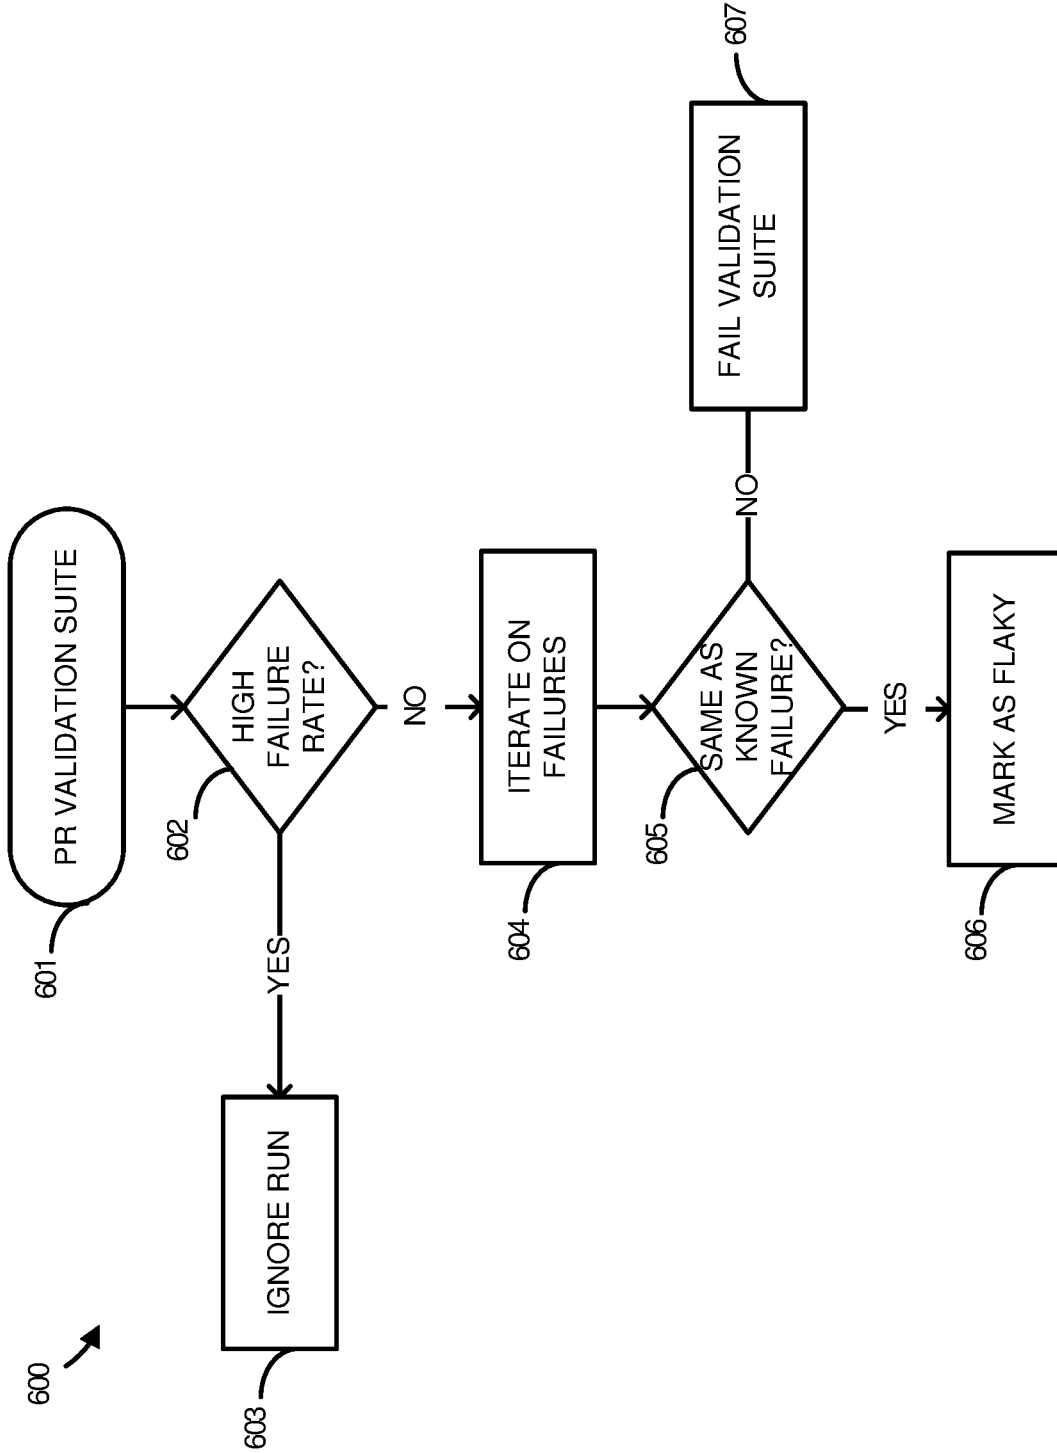 600
601
PR VALIDATION SUITE
602
HIGH
FAILURE
RATE?
YES
603
IGNORE RUN
NO
604
ITERATE ON
FAILURES
605
SAME AS
KNOWN
FAILURE?
NO
607
FAIL VALIDATION
SUITE
YES
606
MARK AS FLAKY